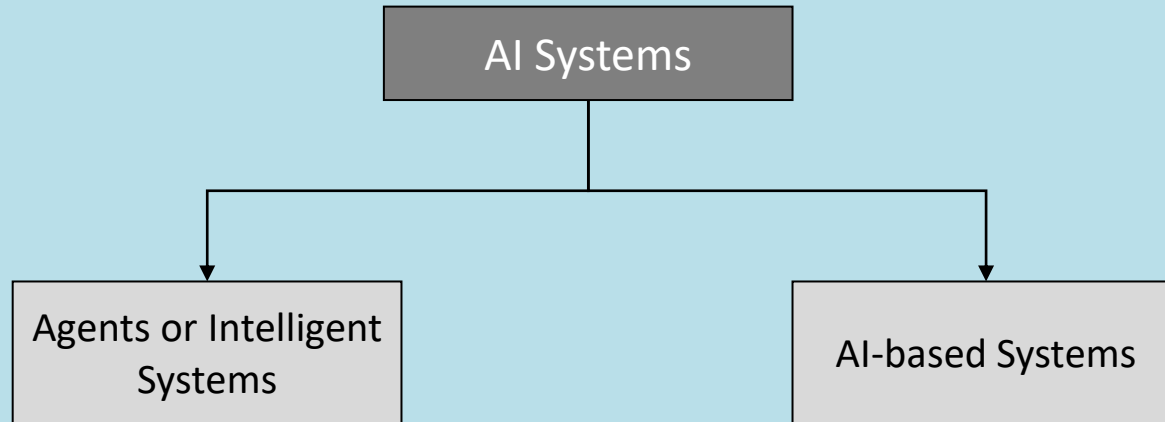 AI Systems
Agents or Intelligent
Systems
AI-based Systems